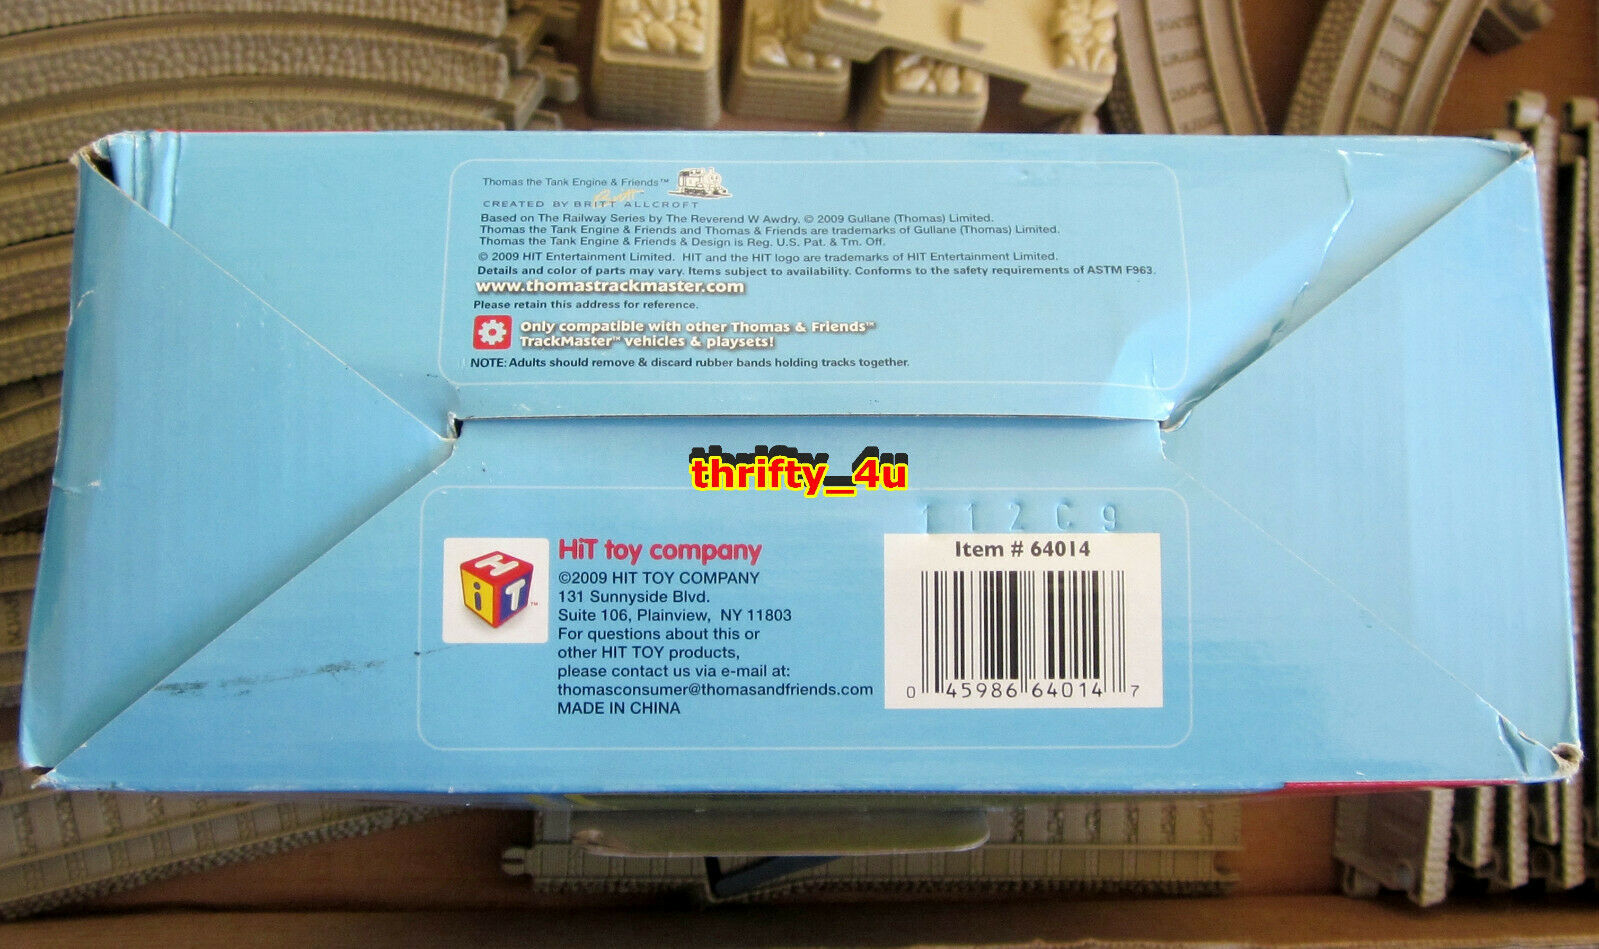 Thomas the Tank Engine & Friends™
CREATED BY BRITT ALLCROFT
Based on The Railway Series by The Reverend W Awdry. © 2009 Gullane (Thomas) Limited.
Thomas the Tank Engine & Friends and Thomas & Friends are trademarks of Gullane (Thomas) Limited.
Thomas the Tank Engine & Friends & Design is Reg. U.S. Pat. & Tm. Off.
© 2009 HIT Entertainment Limited. HIT and the HIT logo are trademarks of HIT Entertainment Limited.
Details and color of parts may vary. Items subject to availability. Conforms to the safety requirements of ASTM F963.
www.thomastrackmaster.com
Please retain this address for reference.
Only compatible with other Thomas & Friends™
TrackMaster™ vehicles & playsets!
NOTE: Adults should remove & discard rubber bands holding tracks together.
thrifty_4u
112C9
HiT
™
HiT toy company
©2009 HIT TOY COMPANY
131 Sunnyside Blvd.
Suite 106, Plainview, NY 11803
For questions about this or
other HIT TOY products,
please contact us via e-mail at:
thomasconsumer@thomasandfriends.com
MADE IN CHINA
Item # 64014
0 45986 64014 7